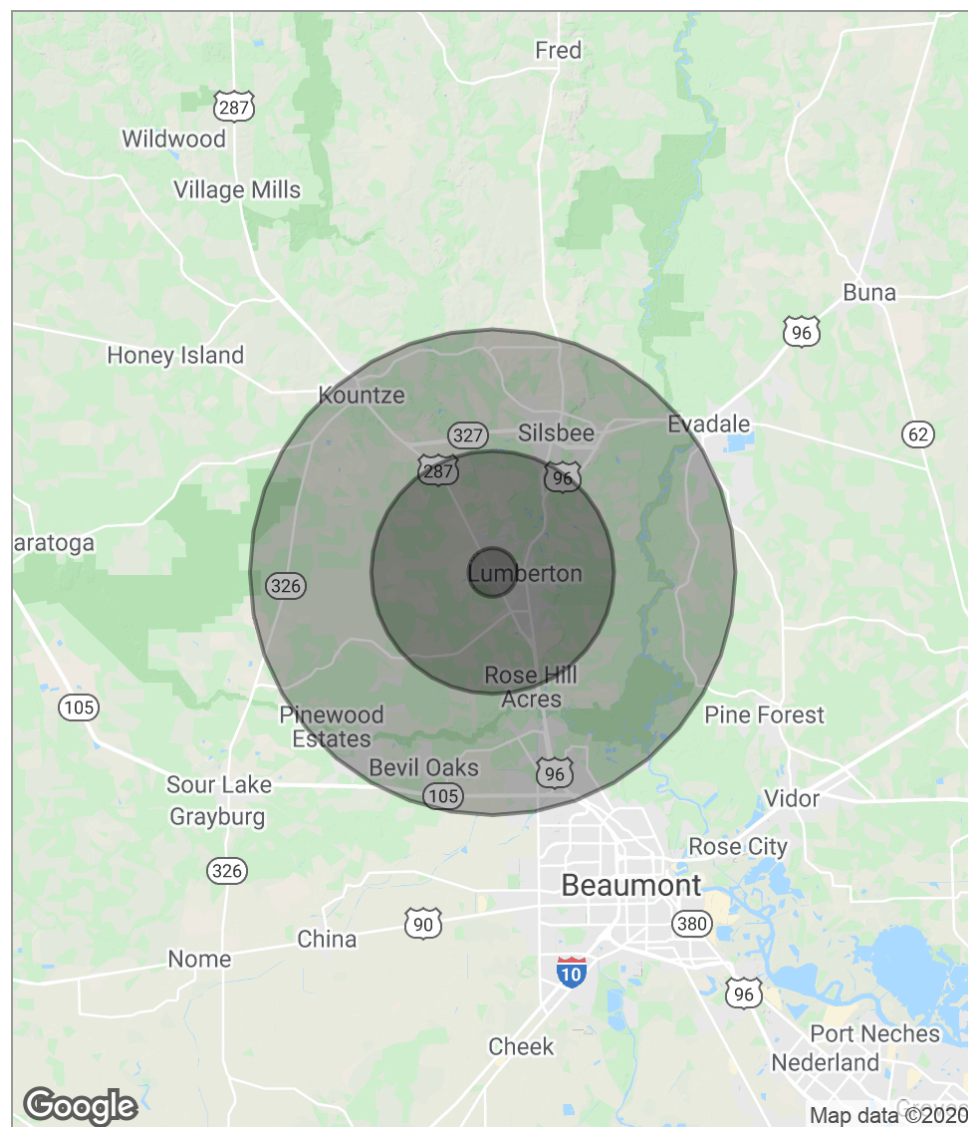 Fred
287
Wildwood
Village Mills
Buna
96
Honey Island
Kountze
Evadale
327
Silsbee
62
287
96
aratoga
Lumberton
326
Rose Hill
Acres
105
Pinewood
Estates
Pine Forest
Bevil Oaks
96
Sour Lake
105
Vidor
Grayburg
Rose City
326
Beaumont
90
380
China
Nome
10
96
Port Neches
Cheek
Nederland
Google
Groves
Map data ©2020